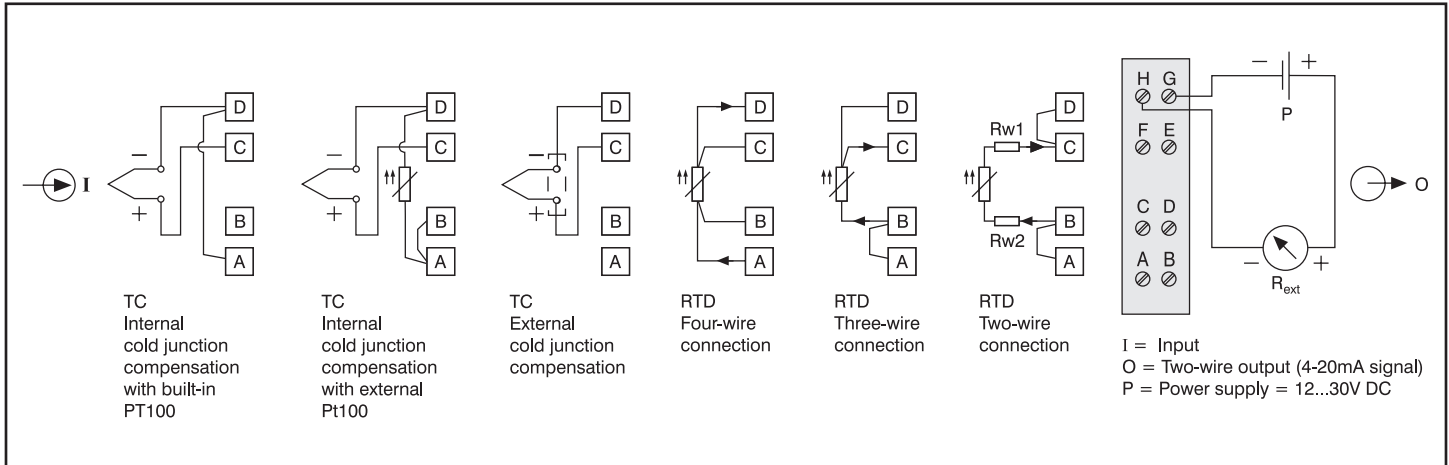 I
−
+
D
C
B
A
TC
Internal
cold junction
compensation
with built-in
PT100
−
+
D
C
B
A
TC
Internal
cold junction
compensation
with external
Pt100
−
+
D
C
B
A
TC
External
cold junction
compensation
D
C
B
A
RTD
Four-wire
connection
D
C
B
A
RTD
Three-wire
connection
Rw1
Rw2
D
C
B
A
RTD
Two-wire
connection
H G
F E
C D
A B
− +
P
− +
Rext
O
I = Input
O = Two-wire output (4-20mA signal)
P = Power supply = 12...30V DC